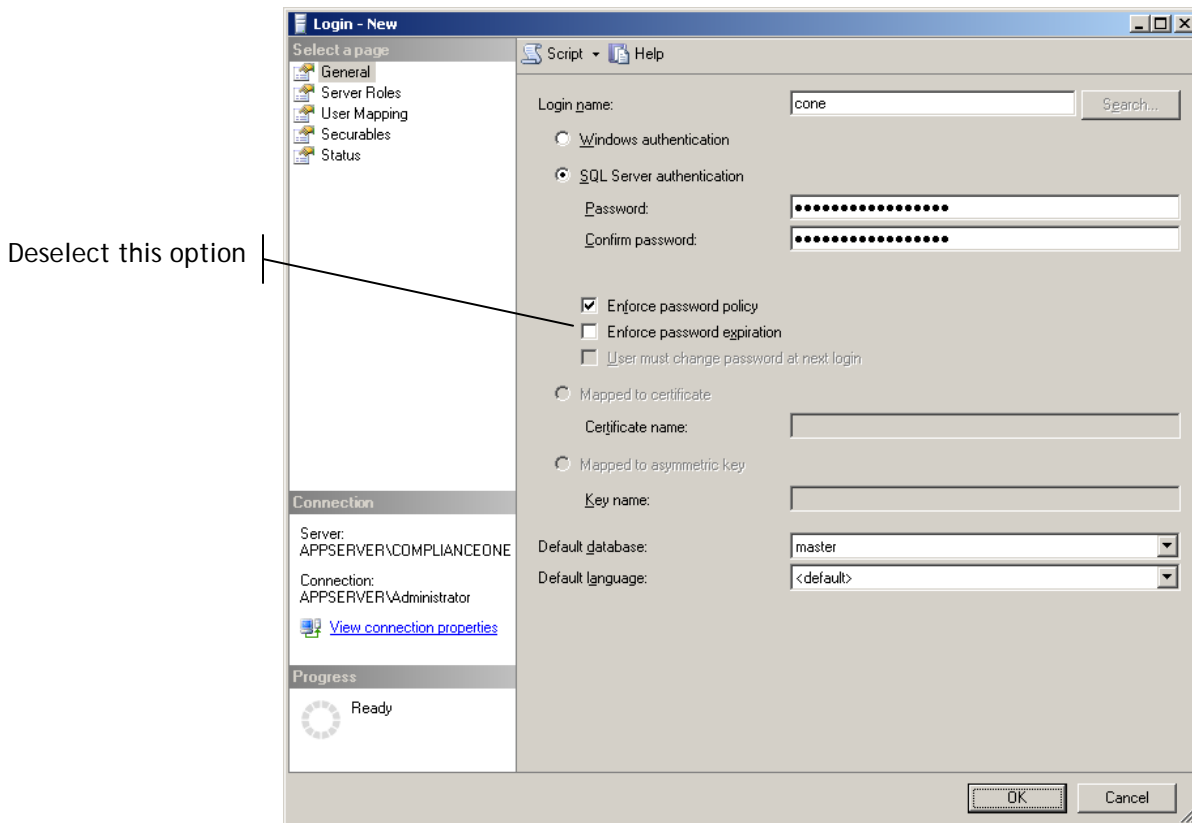 Login - New
Select a page
General
Server Roles
User Mapping
Securables
Status
Script
Help
Login name:
cone
Search...
Windows authentication
SQL Server authentication
Password:
●●●●●●●●●●●●●●●●●
Confirm password:
●●●●●●●●●●●●●●●●●
Deselect this option
Enforce password policy
Enforce password expiration
User must change password at next login
Mapped to certificate
Certificate name:
Mapped to asymmetric key
Key name:
Default database:
master
Default language:
<default>
Connection
Server:
APPSERVER\COMPLIANCEONE
Connection:
APPSERVER\Administrator
View connection properties
Progress
Ready
OK
Cancel